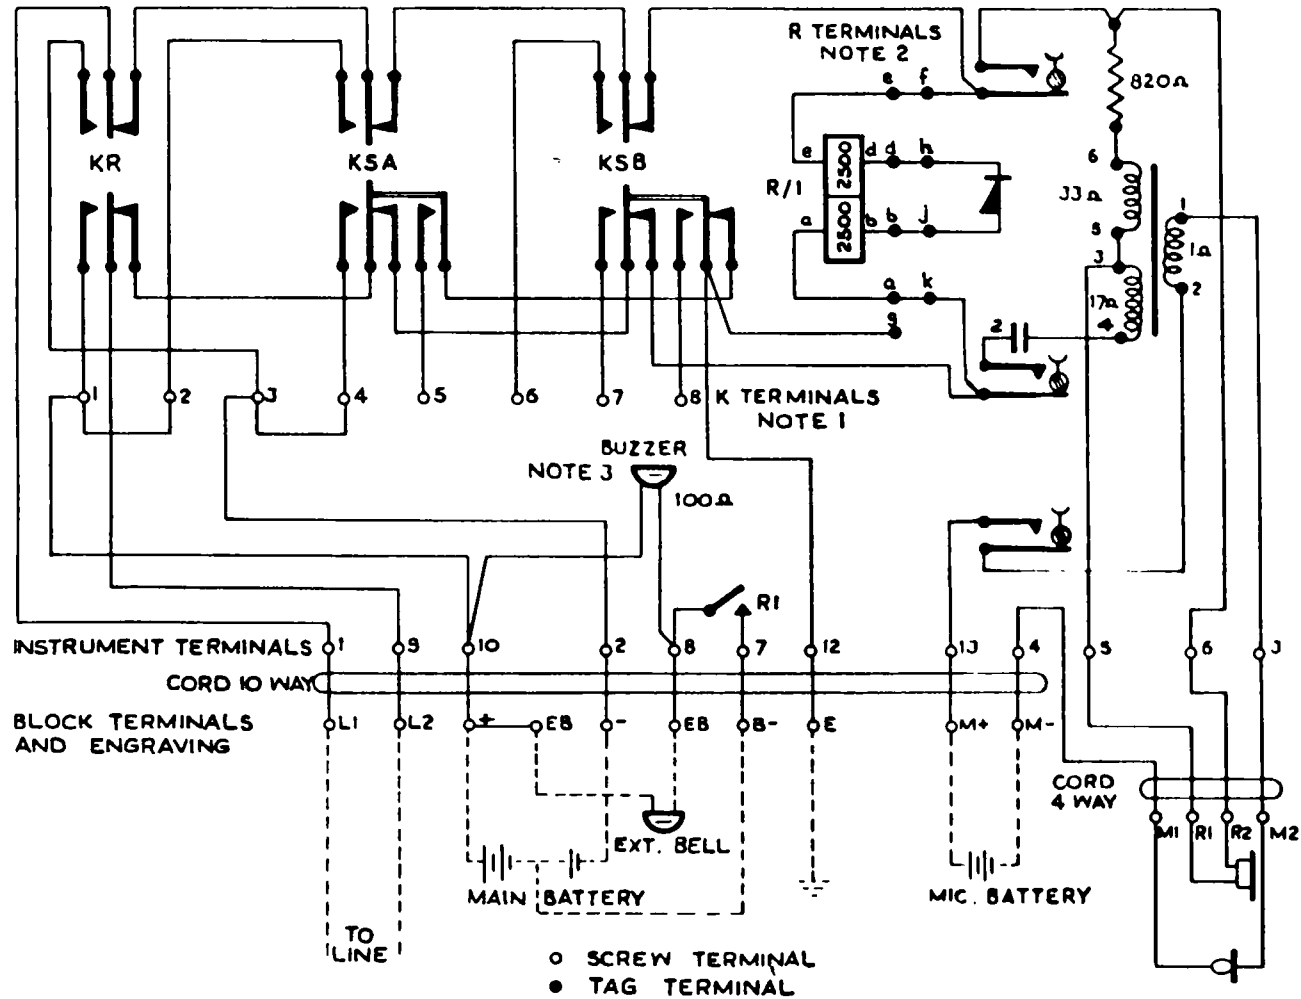 R TERMINALS
NOTE 2
e f
820Ω
KR KSA KSB
e 2500 d d h
R/1
a 2500 b b j
6
33Ω
5
3
1
1Ω
2
17Ω
4
a k
g
2
1 2 3 4 5 6 7 8 K TERMINALS
NOTE 1
BUZZER
NOTE 3
100Ω
R1
INSTRUMENT TERMINALS 1 9 10 2 8 7 12 13 4 5 6 3
CORD 10 WAY
BLOCK TERMINALS
AND ENGRAVING
L1 L2 + EB - EB B- E M+ M-
CORD
4 WAY
M1 R1 R2 M2
EXT. BELL
MAIN BATTERY
MIC. BATTERY
TO
LINE
SCREW TERMINAL
TAG TERMINAL